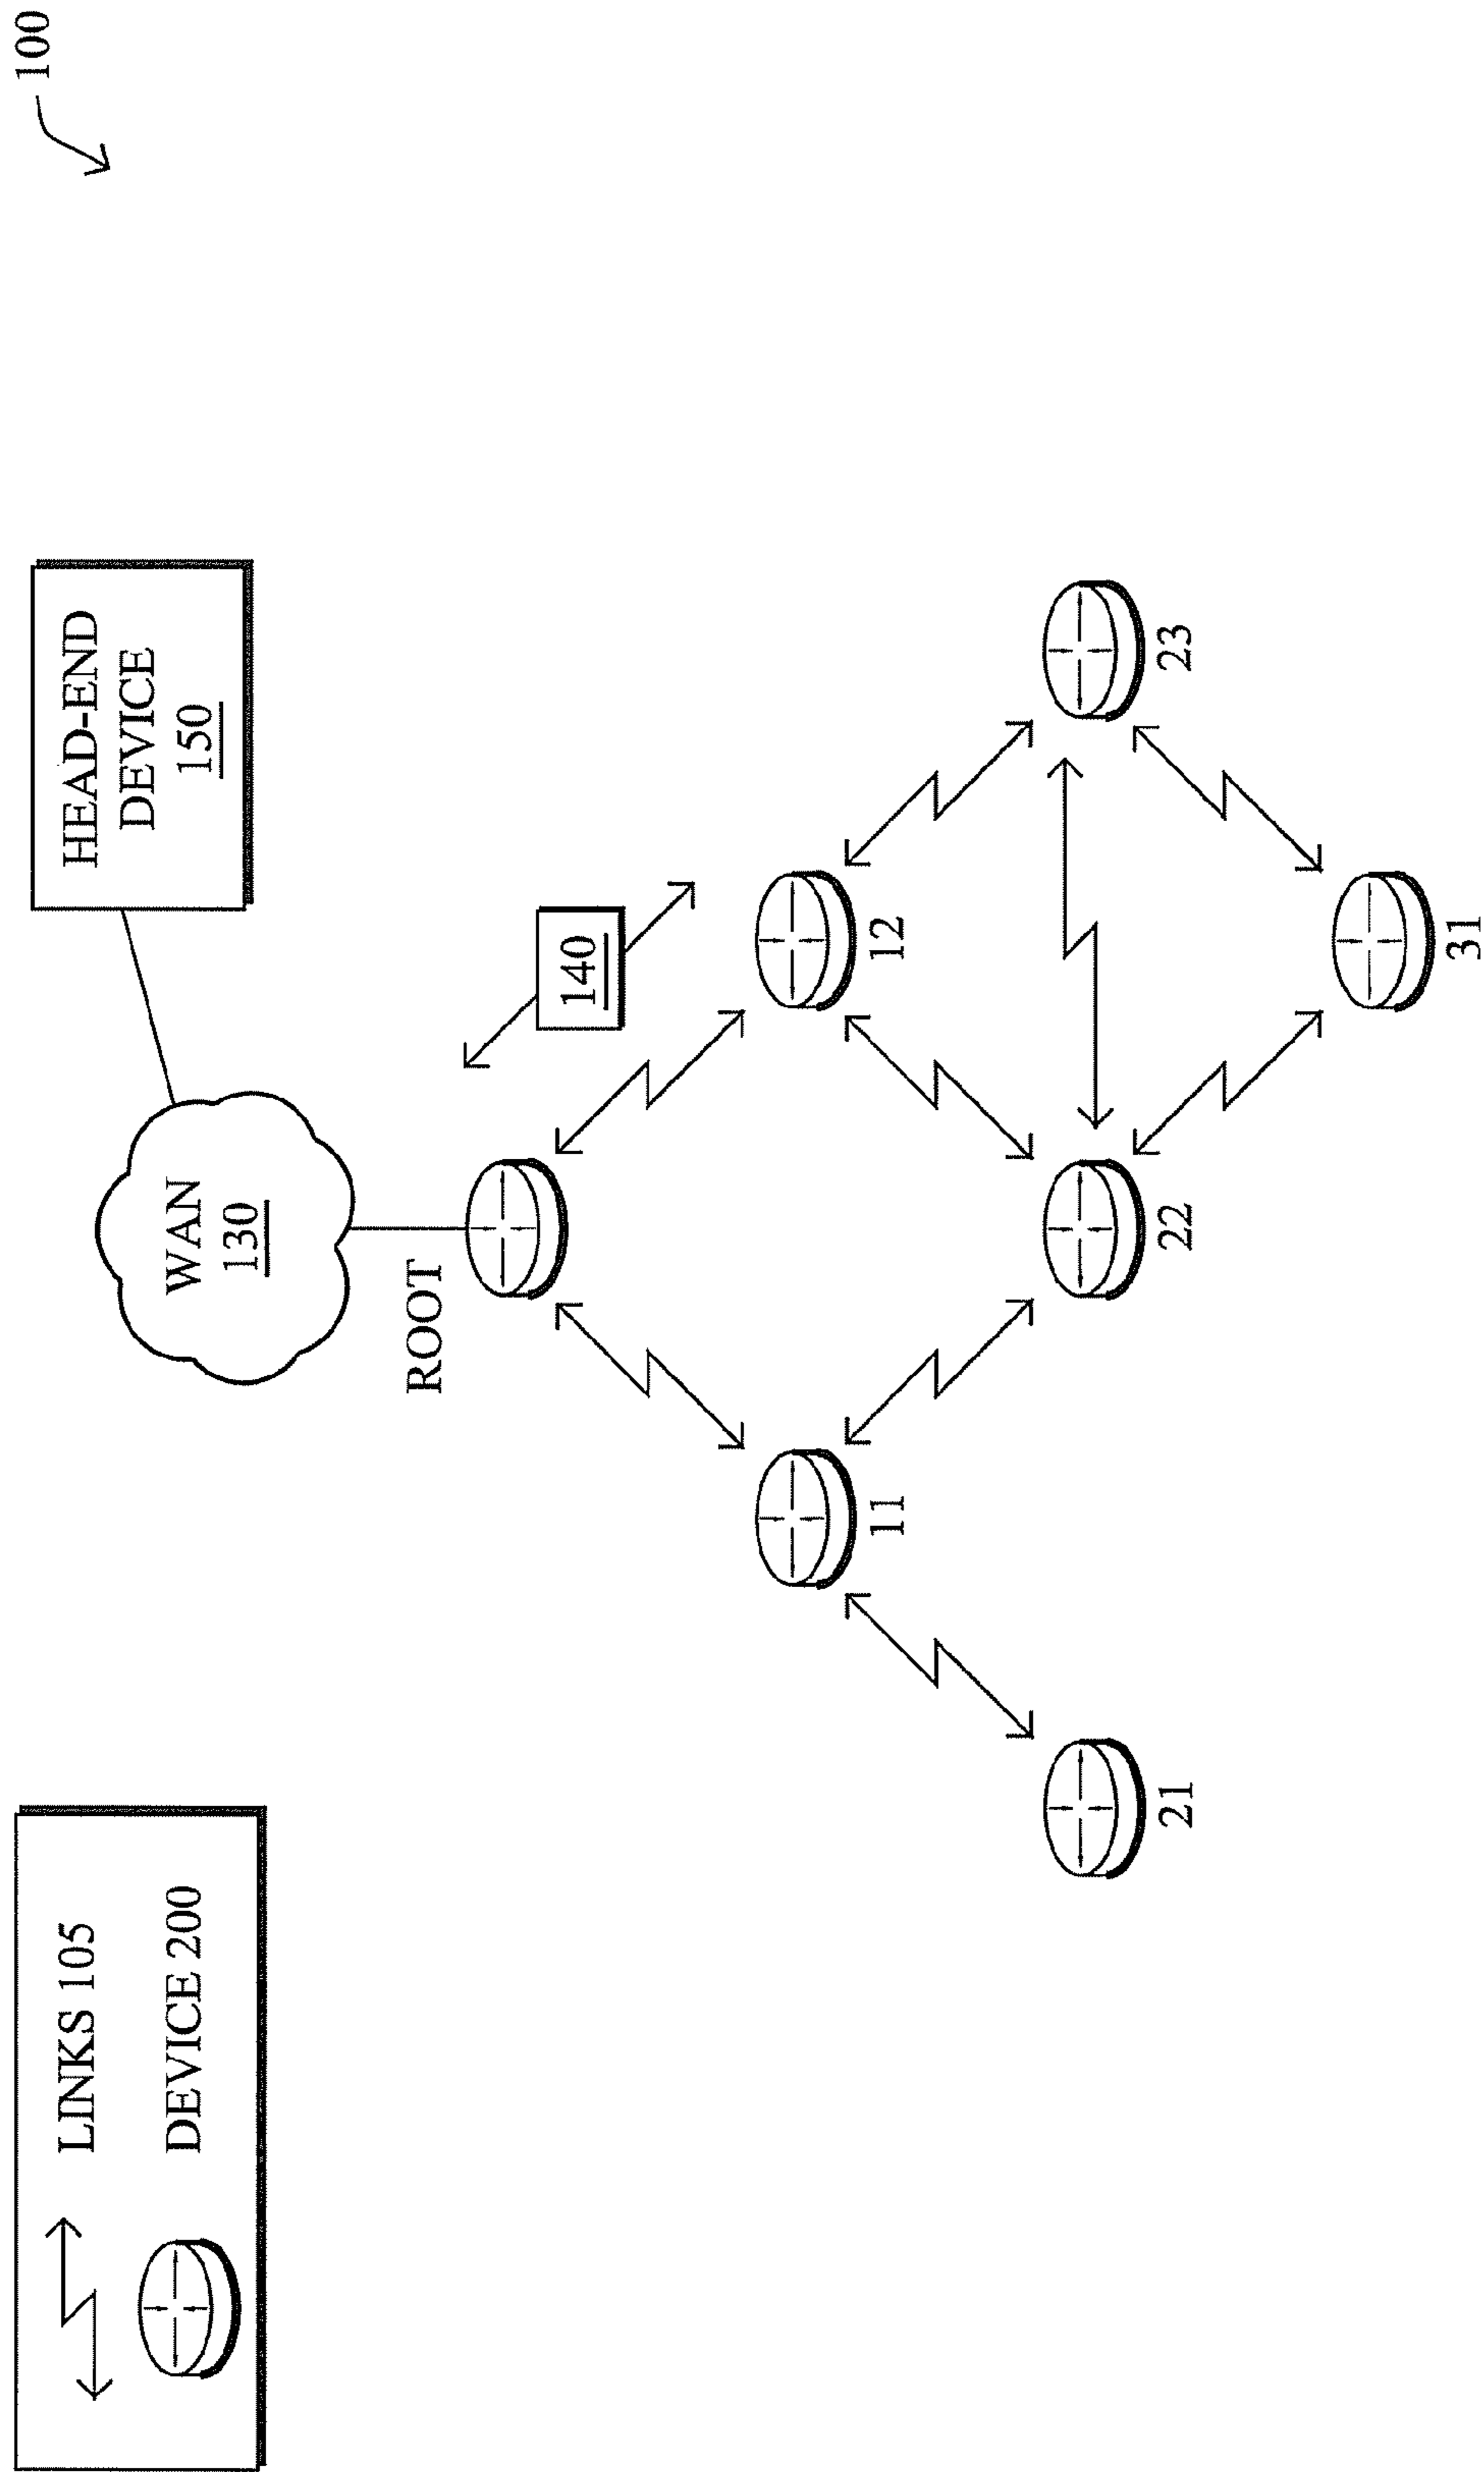 100
LINKS 105
DEVICE 200
WAN
130
HEAD-END
DEVICE
150
ROOT
140
11
12
21
22
23
31